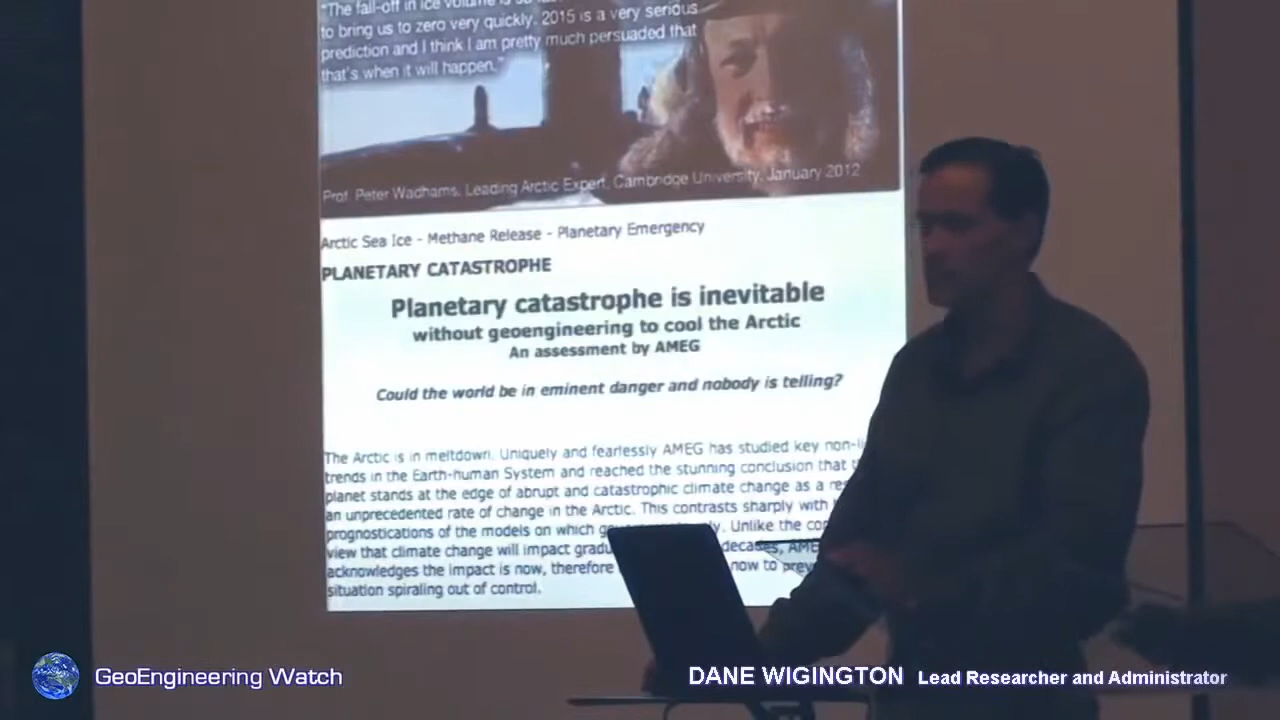 "The fall-off in ice volume is so
to bring us to zero very quickly. 2015 is a very serious
prediction and I think I am pretty much persuaded that
that's when it will happen."
Prof. Peter Wadhams, Leading Arctic Expert, Cambridge University, January 2012
Arctic Sea Ice - Methane Release - Planetary Emergency
PLANETARY CATASTROPHE
Planetary catastrophe is inevitable
without geoengineering to cool the Arctic
An assessment by AMEG
Could the world be in eminent danger and nobody is telling?
The Arctic is in meltdown. Uniquely and fearlessly AMEG has studied key
trends in the Earth-human System and reached the stunning conclusion that
planet stands at the edge of abrupt and catastrophic climate change as a
an unprecedented rate of change in the Arctic. This contrasts sharply with
prognostications of the models on which Unlike the
view that climate change will impact
acknowledges the impact is now, therefore now to
situation spiraling out of control.
GeoEngineering Watch
DANE WIGINGTON Lead Researcher and Administrator